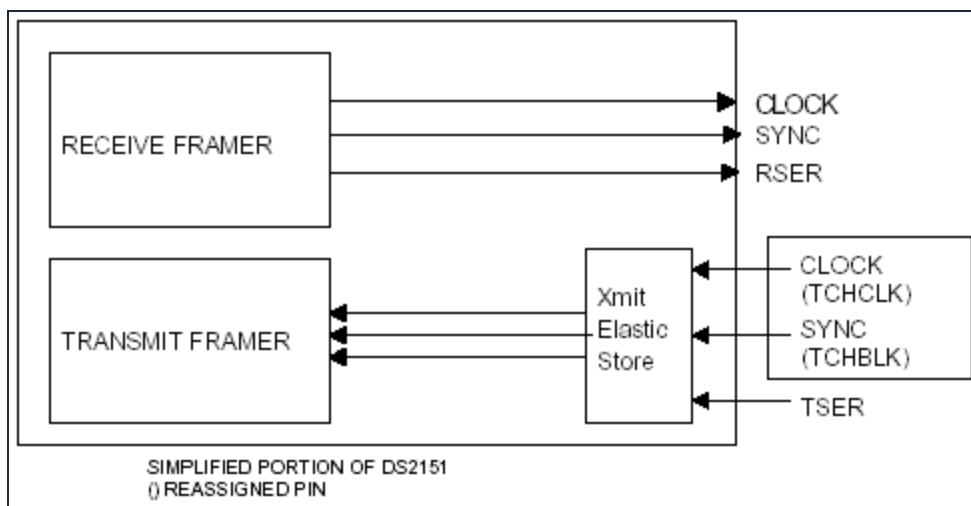 RECEIVE FRAMER
CLOCK
SYNC
RSER
TRANSMIT FRAMER
Xmit
Elastic
Store
CLOCK
(TCHCLK)
SYNC
(TCHBLK)
TSER
SIMPLIFIED PORTION OF DS2151
() REASSIGNED PIN